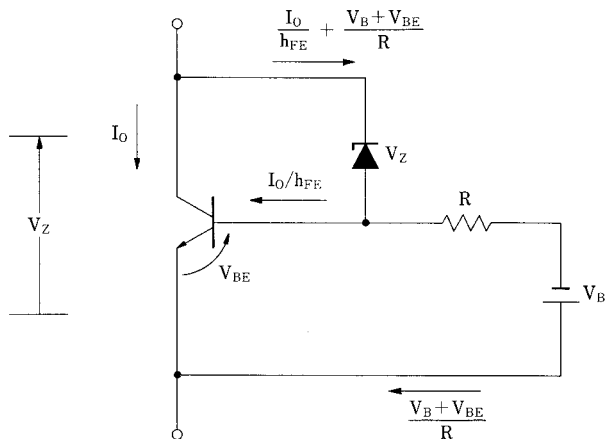 I_O/h_FE + (V_B + V_BE)/R
I_O
V_Z
I_O/h_FE
R
V_Z
V_BE
V_B
(V_B + V_BE)/R